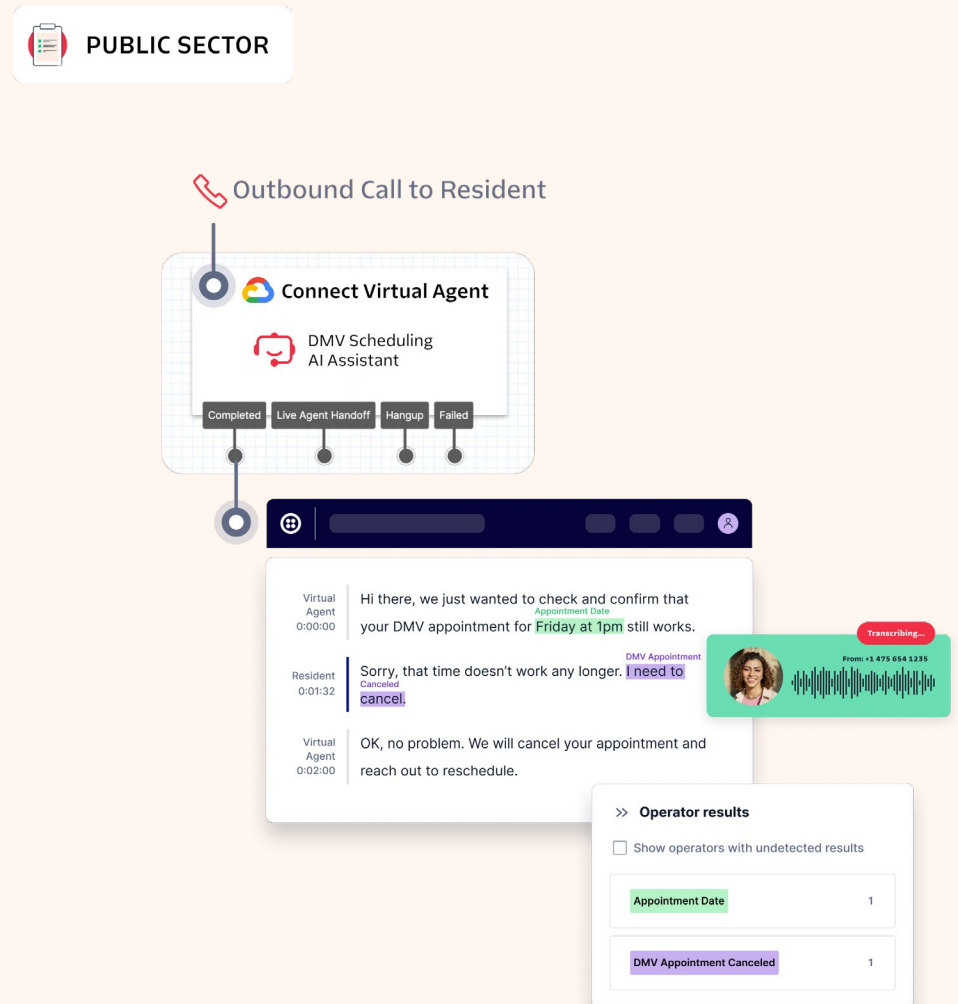 PUBLIC SECTOR
Outbound Call to Resident
Connect Virtual Agent
DMV Scheduling
AI Assistant
Completed
Live Agent Handoff
Hangup
Failed
Virtual
Agent
0:00:00
Hi there, we just wanted to check and confirm that
Appointment Date
your DMV appointment for Friday at 1pm still works.
Transcribing...
From: +1 475 654 1235
Resident
0:01:32
DMV Appointment
Sorry, that time doesn’t work any longer. I need to
Canceled
cancel.
Virtual
Agent
0:02:00
OK, no problem. We will cancel your appointment and
reach out to reschedule.
Operator results
Show operators with undetected results
Appointment Date 1
DMV Appointment Canceled 1